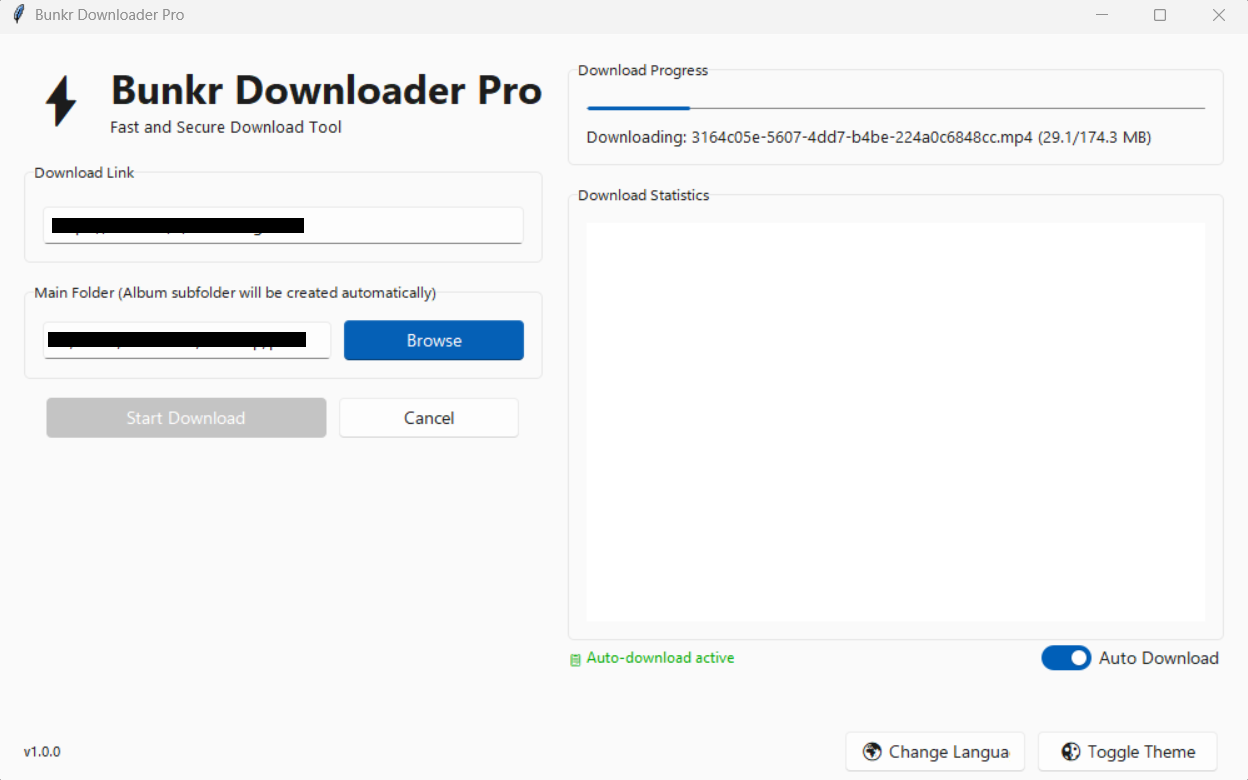 Bunkr Downloader Pro
Bunkr Downloader Pro
Fast and Secure Download Tool
Download Link
Main Folder (Album subfolder will be created automatically)
Browse
Start Download
Cancel
Download Progress
Downloading: 3164c05e-5607-4dd7-b4be-224a0c6848cc.mp4 (29.1/174.3 MB)
Download Statistics
Auto-download active
Auto Download
v1.0.0
Change Langua
Toggle Theme